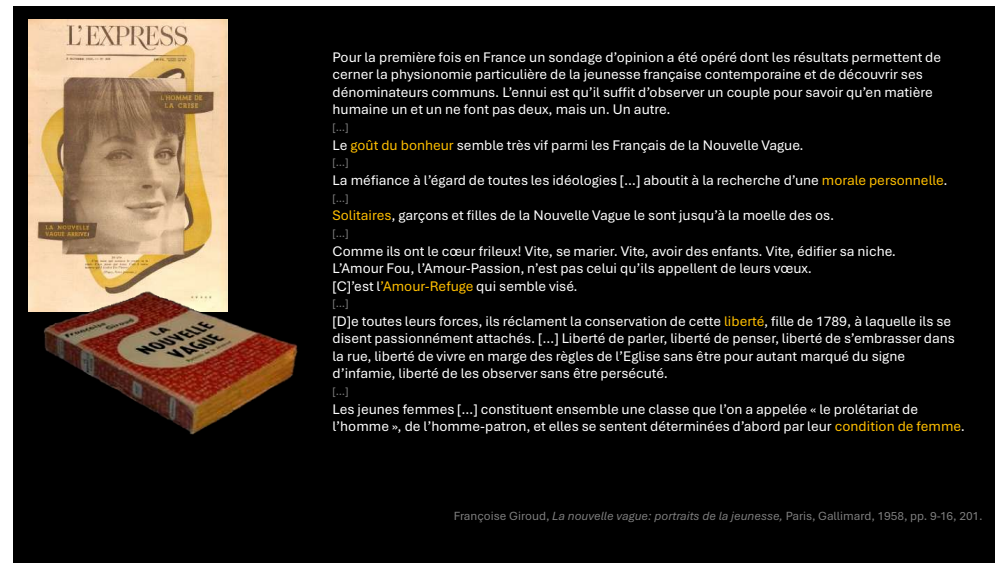 L'EXPRESS
L'HOMME DE
LA CRISE
LA NOUVELLE
VAGUE ARRIVE!
Françoise Giroud
LA
NOUVELLE
VAGUE
Pour la première fois en France un sondage d'opinion a été opéré dont les résultats permettent de
cerner la physionomie particulière de la jeunesse française contemporaine et de découvrir ses
dénominateurs communs. L'ennui est qu'il suffit d'observer un couple pour savoir qu'en matière
humaine un et un ne font pas deux, mais un. Un autre.
[...]
Le goût du bonheur semble très vif parmi les Français de la Nouvelle Vague.
[...]
La méfiance à l'égard de toutes les idéologies [...] aboutit à la recherche d'une morale personnelle.
[...]
Solitaires, garçons et filles de la Nouvelle Vague le sont jusqu'à la moelle des os.
[...]
Comme ils ont le cœur frileux! Vite, se marier. Vite, avoir des enfants. Vite, édifier sa niche.
L'Amour Fou, l'Amour-Passion, n'est pas celui qu'ils appellent de leurs vœux.
[C]'est l'Amour-Refuge qui semble visé.
[...]
[D]e toutes leurs forces, ils réclament la conservation de cette liberté, fille de 1789, à laquelle ils se
disent passionnément attachés. [...] Liberté de parler, liberté de penser, liberté de s'embrasser dans
la rue, liberté de vivre en marge des règles de l'Eglise sans être pour autant marqué du signe
d'infamie, liberté de les observer sans être persécuté.
[...]
Les jeunes femmes [...] constituent ensemble une classe que l'on a appelée « le prolétariat de
l'homme », de l'homme-patron, et elles se sentent déterminées d'abord par leur condition de femme.
Françoise Giroud, La nouvelle vague: portraits de la jeunesse, Paris, Gallimard, 1958, pp. 9-16, 201.